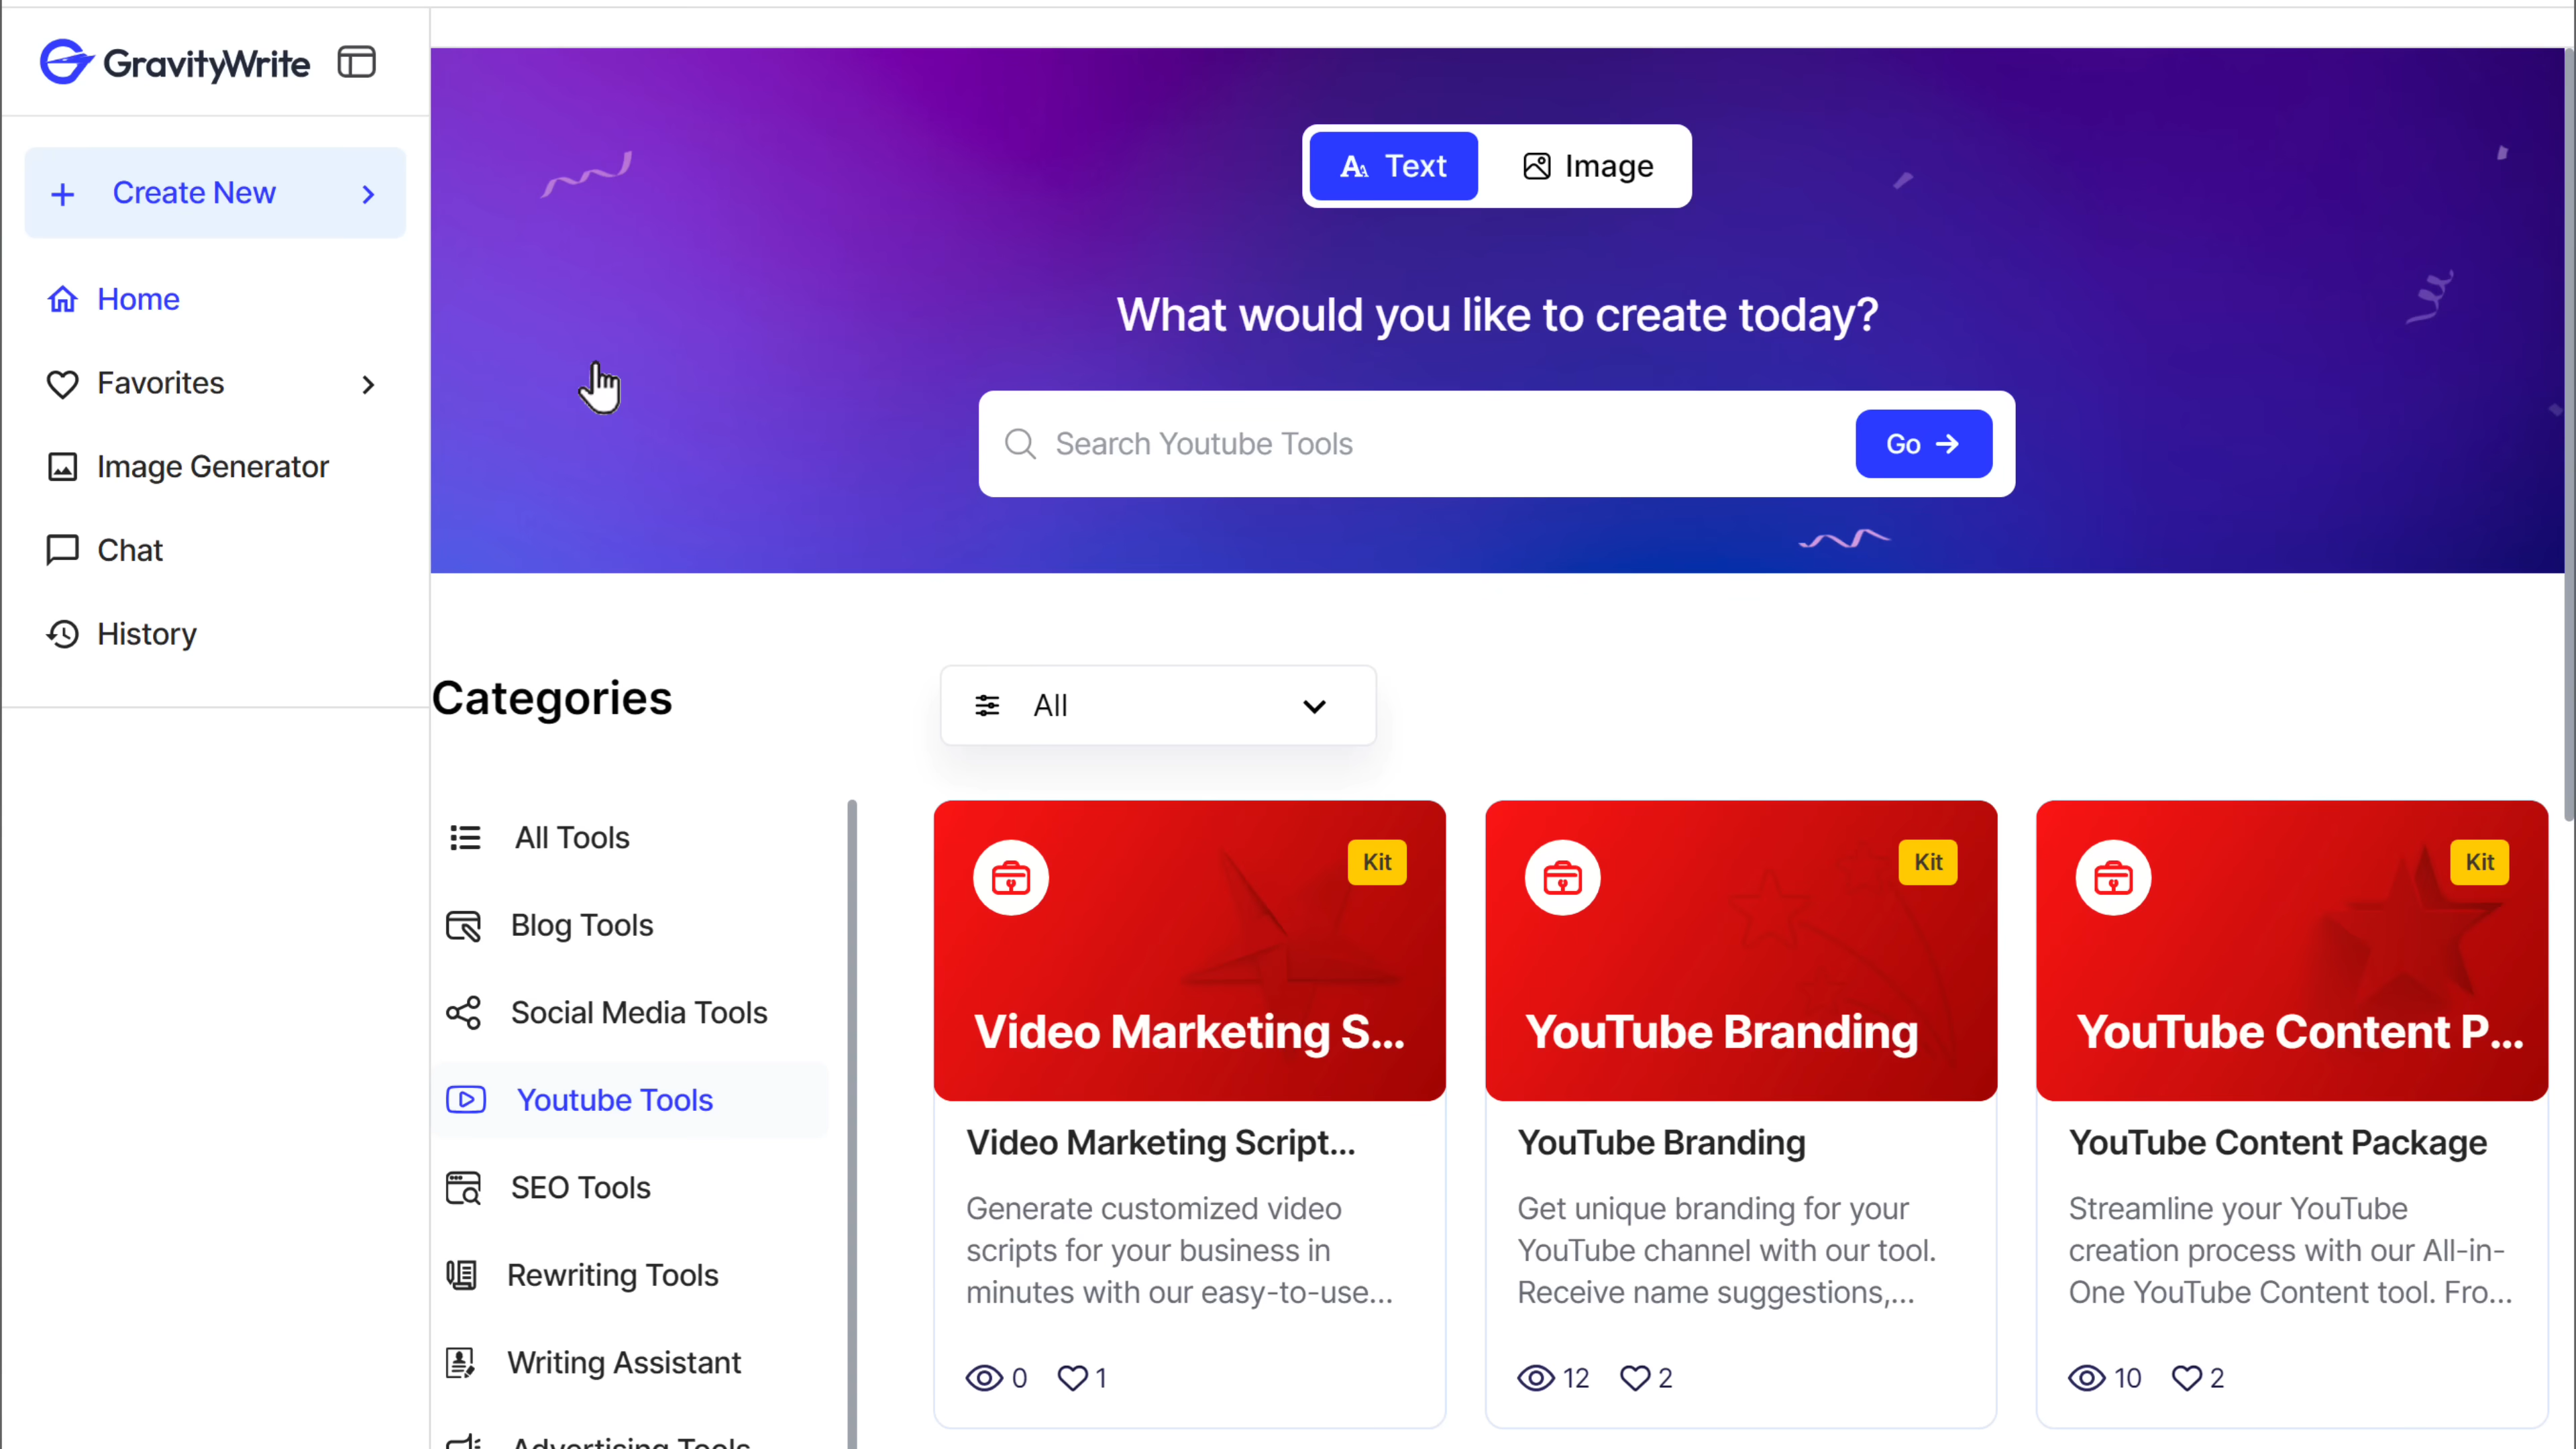 GravityWrite
Create New
Home
Favorites
Image Generator
Chat
History
Text
Image
What would you like to create today?
Search Youtube Tools
Go
Categories
All
All Tools
Blog Tools
Social Media Tools
Youtube Tools
SEO Tools
Rewriting Tools
Writing Assistant
Advertising Tools
Kit
Video Marketing S...
Video Marketing Script...
Generate customized video
scripts for your business in
minutes with our easy-to-use...
0 1
Kit
YouTube Branding
YouTube Branding
Get unique branding for your
YouTube channel with our tool.
Receive name suggestions,...
12 2
Kit
YouTube Content P...
YouTube Content Package
Streamline your YouTube
creation process with our All-in-
One YouTube Content tool. Fro...
10 2